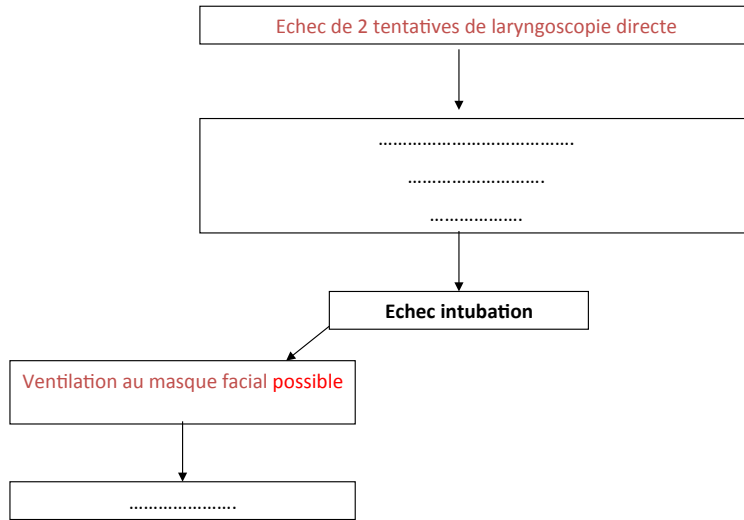 Echec de 2 tentatives de laryngoscopie directe
…………………………………….
………………………….
……………….
Echec intubation
Ventilation au masque facial possible
………………….